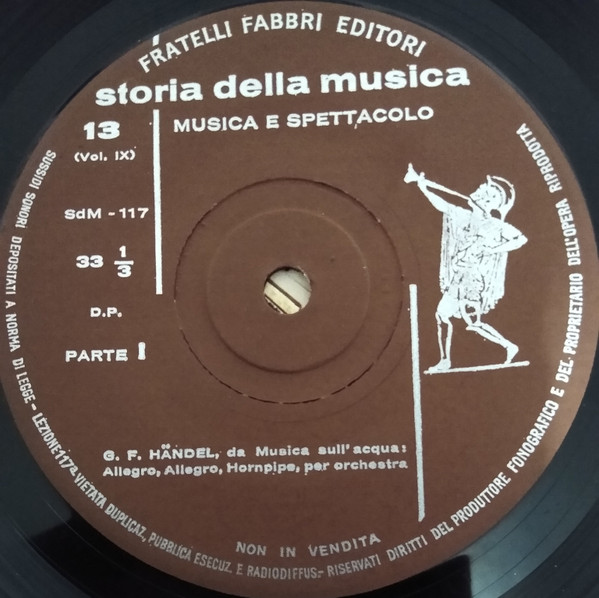 FRATELLI FABBRI EDITORI
storia della musica
13
(Vol. IX)
MUSICA E SPETTACOLO
SdM - 117
33 1/3
D.P.
PARTE I
G. F. HÄNDEL, da Musica sull'acqua:
Allegro, Allegro, Hornpipe, per orchestra
NON IN VENDITA
SUSSIDI SONORI DEPOSITATI A NORMA DI LEGGE - LEZIONE 117a. VIETATA DUPLICAZ, PUBBLICA ESECUZ. E RADIODIFFUS.- RISERVATI DIRITTI DEL PRODUTTORE FONOGRAFICO E DEL PROPRIETARIO DELL'OPERA RIPRODOTTA